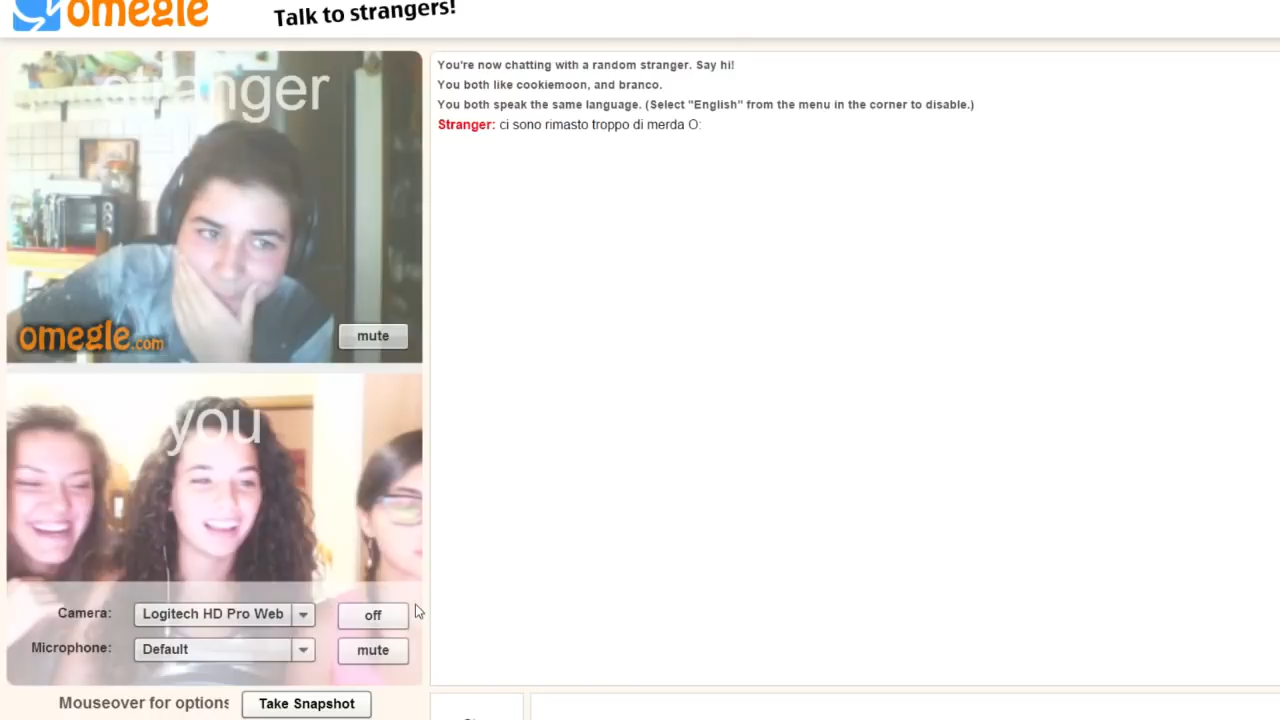 omegle
Talk to strangers!
stranger
omegle.com
mute
you
Camera:
Logitech HD Pro Web
off
Microphone:
Default
mute
Mouseover for options
Take Snapshot
You're now chatting with a random stranger. Say hi!
You both like cookiemoon, and branco.
You both speak the same language. (Select "English" from the menu in the corner to disable.)
Stranger: ci sono rimasto troppo di merda O: